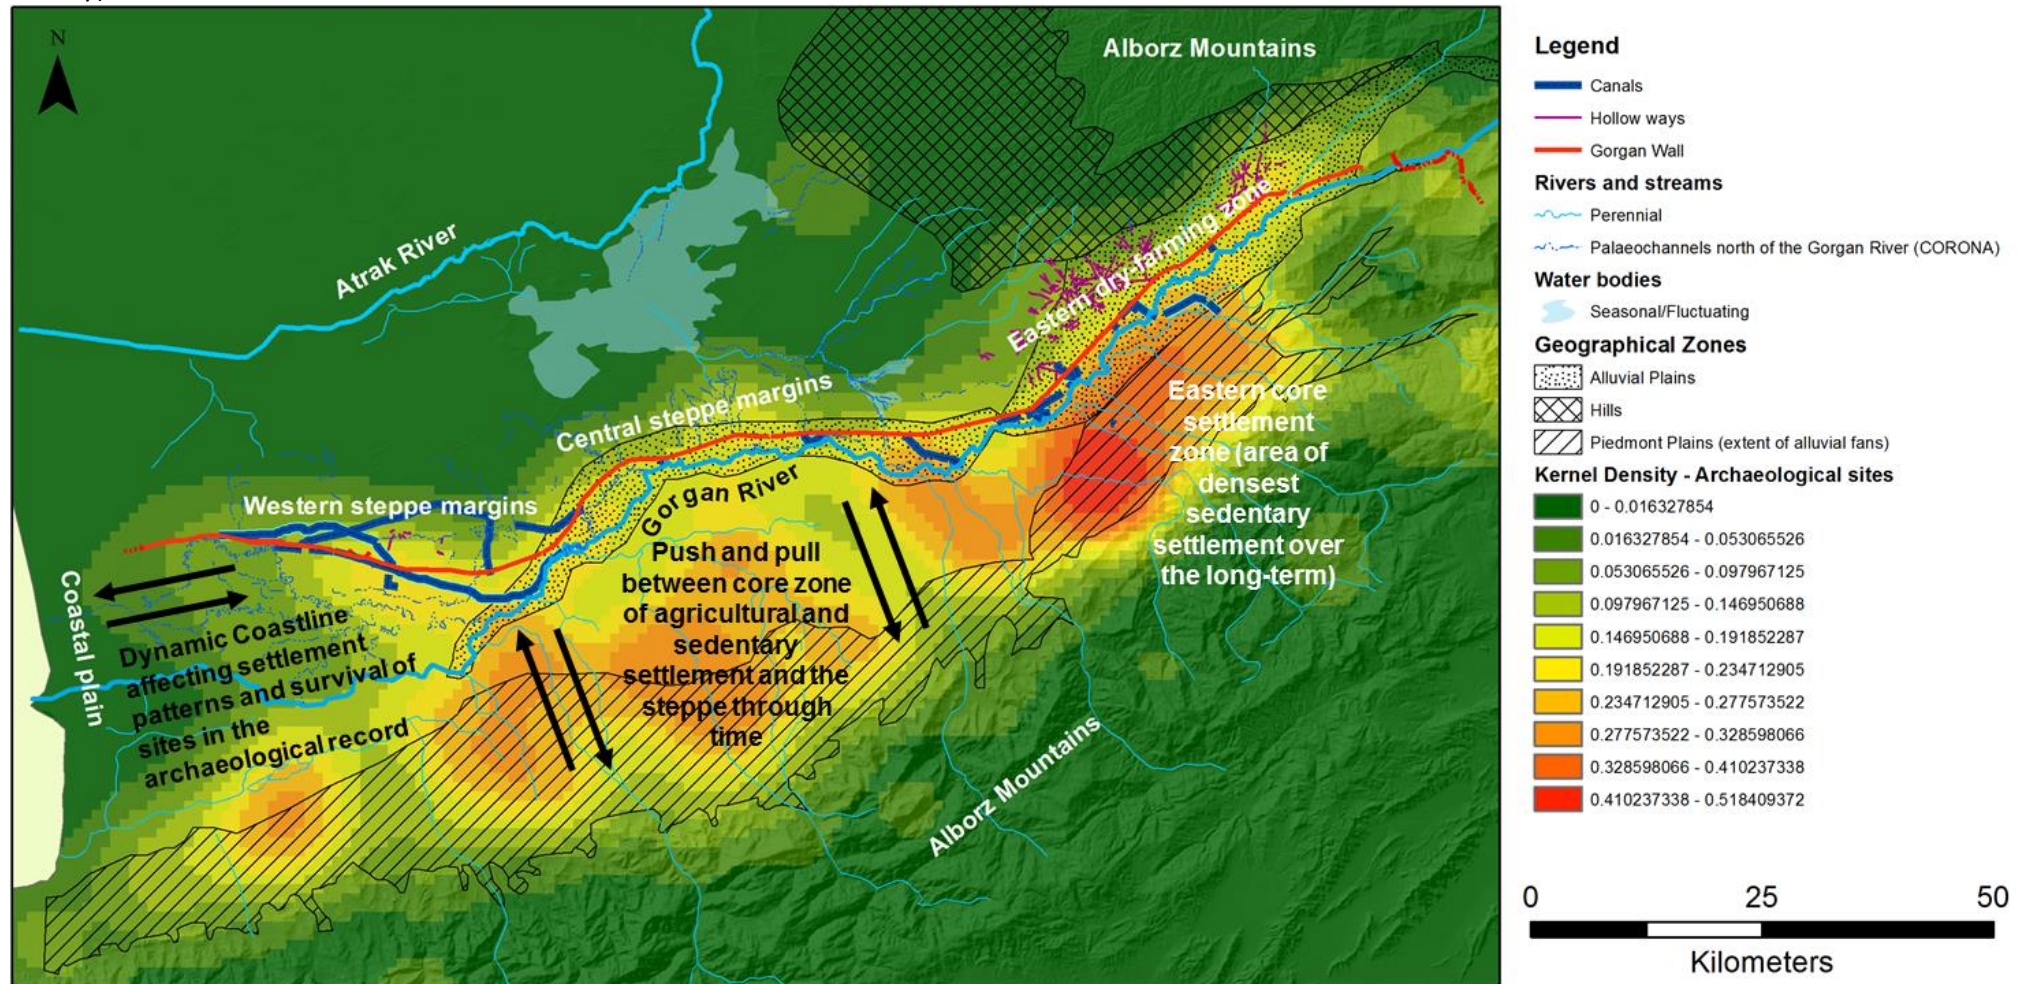 N
Alborz Mountains
Atrak River
Eastern dry-farming zone
Central steppe margins
Western steppe margins
Gorgan River
Eastern core
settlement
zone (area of
densest
sedentary
settlement over
the long-term)
Push and pull
between core zone
of agricultural and
sedentary
settlement and the
steppe through
time
Coastal plain
Dynamic Coastline
affecting settlement
patterns and survival of
sites in the
archaeological record
Alborz Mountains
Legend
Canals
Hollow ways
Gorgan Wall
Rivers and streams
Perennial
Palaeochannels north of the Gorgan River (CORONA)
Water bodies
Seasonal/Fluctuating
Geographical Zones
Alluvial Plains
Hills
Piedmont Plains (extent of alluvial fans)
Kernel Density - Archaeological sites
0 - 0.016327854
0.016327854 - 0.053065526
0.053065526 - 0.097967125
0.097967125 - 0.146950688
0.146950688 - 0.191852287
0.191852287 - 0.234712905
0.234712905 - 0.277573522
0.277573522 - 0.328598066
0.328598066 - 0.410237338
0.410237338 - 0.518409372
0 25 50
Kilometers